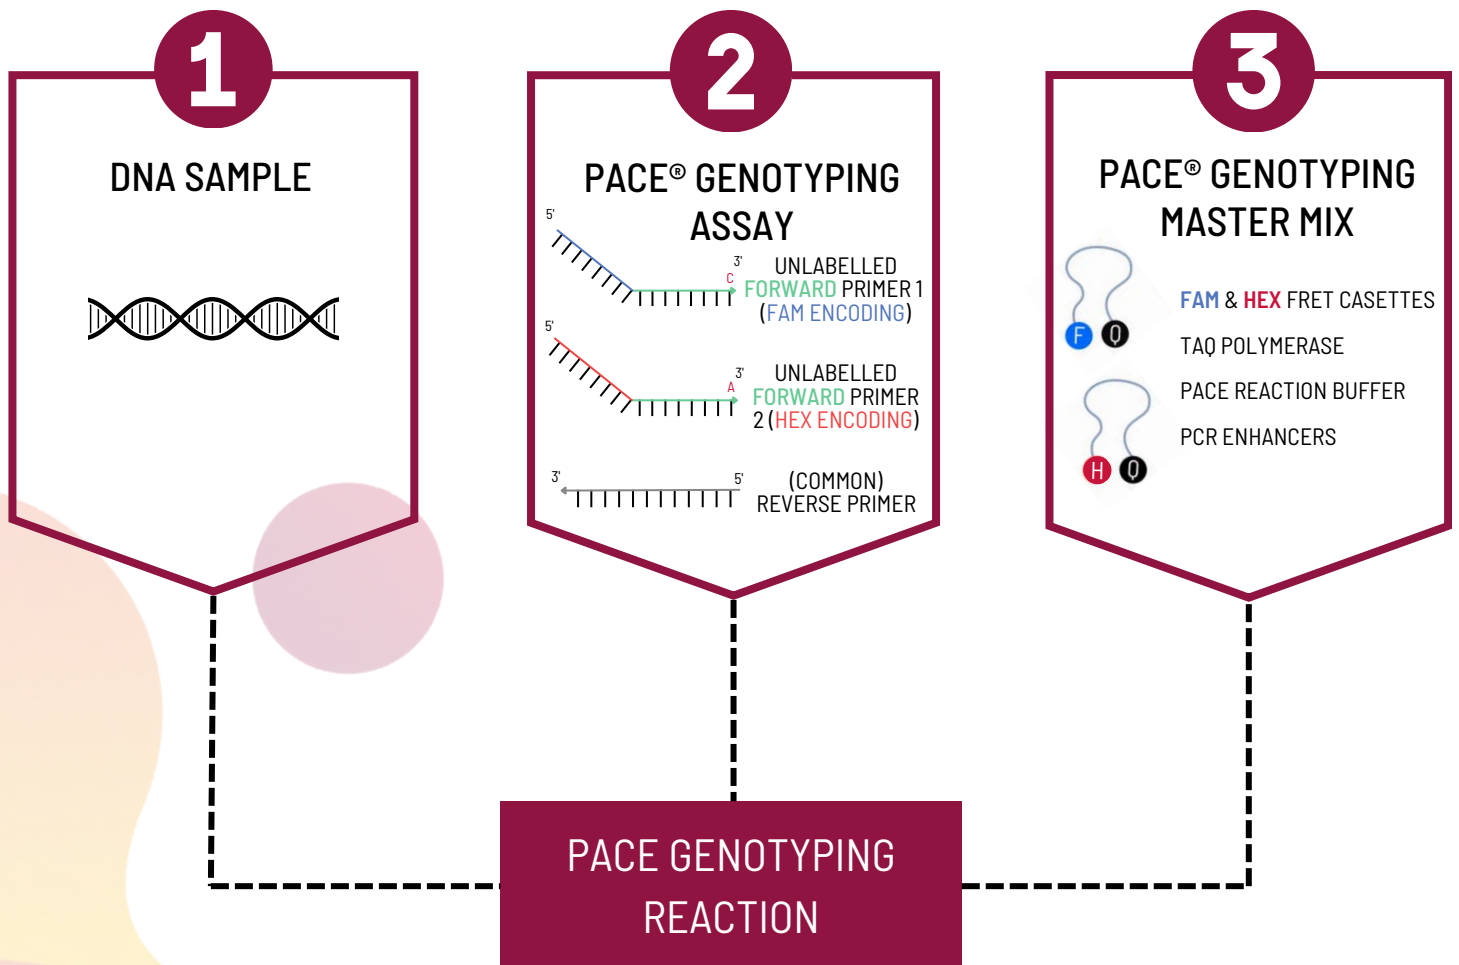 1
DNA SAMPLE
2
PACE® GENOTYPING
ASSAY
5'
3'
C
UNLABELLED
FORWARD PRIMER 1
(FAM ENCODING)
5'
3'
A
UNLABELLED
FORWARD PRIMER
2 (HEX ENCODING)
3'
5'
(COMMON)
REVERSE PRIMER
3
PACE® GENOTYPING
MASTER MIX
F Q
H Q
FAM & HEX FRET CASETTES
TAQ POLYMERASE
PACE REACTION BUFFER
PCR ENHANCERS
PACE GENOTYPING
REACTION